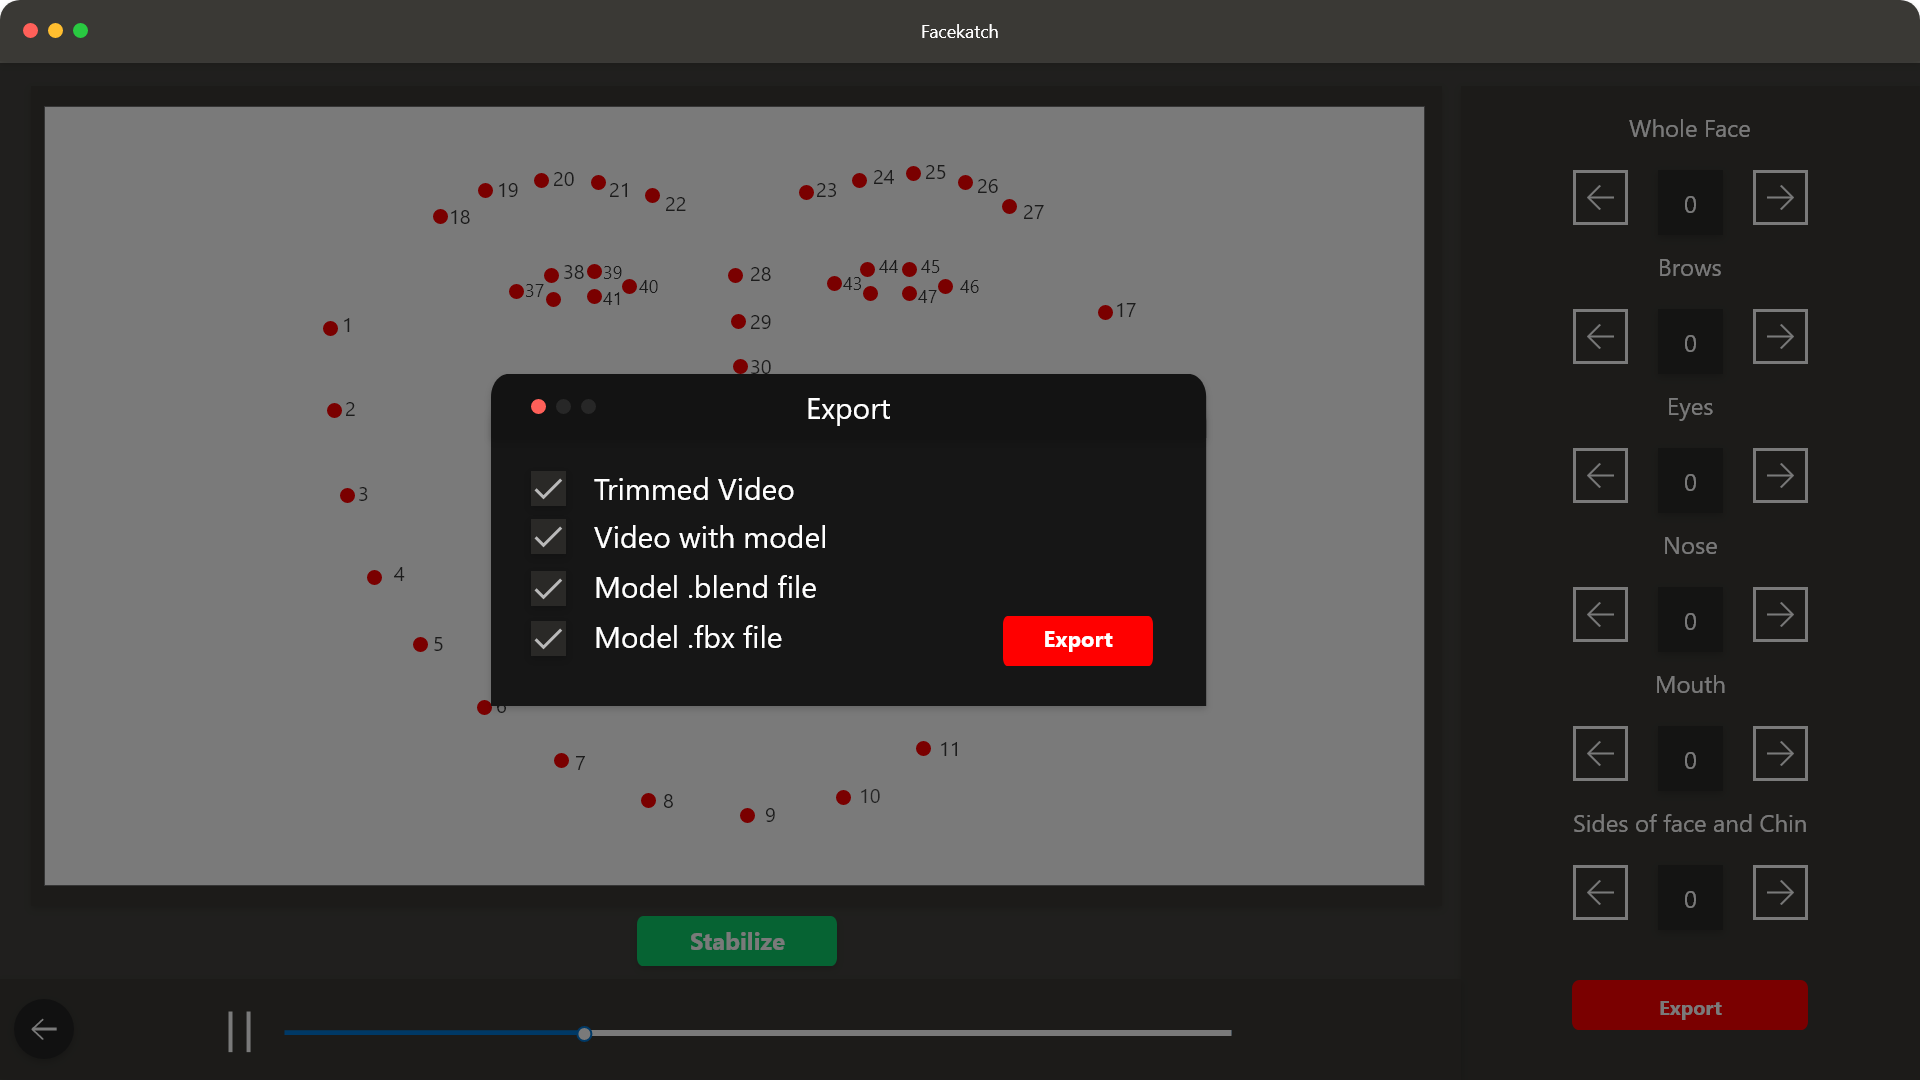 Facekatch
Whole Face
0
Brows
0
Eyes
0
Nose
0
Mouth
0
Sides of face and Chin
0
Export
18
19
20
21
22
23
24
25
26
27
37
38
39
40
41
28
43
44
45
46
47
29
30
17
1
2
3
4
5
6
7
8
9
10
11
Export
Trimmed Video
Video with model
Model .blend file
Model .fbx file
Export
Stabilize